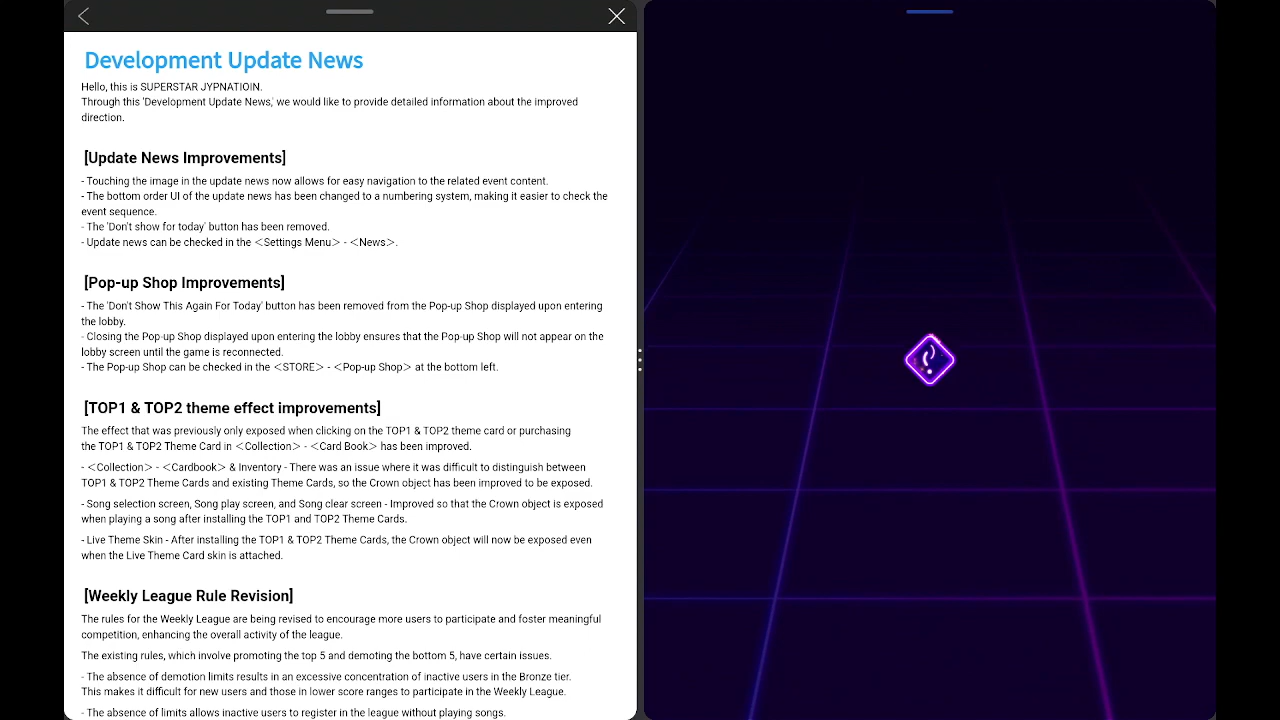 Development Update News
Hello, this is SUPERSTAR JYPNATIOIN.
Through this 'Development Update News,' we would like to provide detailed information about the improved
direction.
[Update News Improvements]
- Touching the image in the update news now allows for easy navigation to the related event content.
- The bottom order UI of the update news has been changed to a numbering system, making it easier to check the
event sequence.
- The 'Don't show for today' button has been removed.
- Update news can be checked in the <Settings Menu> - <News>.
[Pop-up Shop Improvements]
- The 'Don't Show This Again For Today' button has been removed from the Pop-up Shop displayed upon entering
the lobby.
- Closing the Pop-up Shop displayed upon entering the lobby ensures that the Pop-up Shop will not appear on the
lobby screen until the game is reconnected.
- The Pop-up Shop can be checked in the <STORE> - <Pop-up Shop> at the bottom left.
[TOP1 & TOP2 theme effect improvements]
The effect that was previously only exposed when clicking on the TOP1 & TOP2 theme card or purchasing
the TOP1 & TOP2 Theme Card in <Collection> - <Card Book> has been improved.
- <Collection> - <Cardbook> & Inventory - There was an issue where it was difficult to distinguish between
TOP1 & TOP2 Theme Cards and existing Theme Cards, so the Crown object has been improved to be exposed.
- Song selection screen, Song play screen, and Song clear screen - Improved so that the Crown object is exposed
when playing a song after installing the TOP1 and TOP2 Theme Cards.
- Live Theme Skin - After installing the TOP1 & TOP2 Theme Cards, the Crown object will now be exposed even
when the Live Theme Card skin is attached.
[Weekly League Rule Revision]
The rules for the Weekly League are being revised to encourage more users to participate and foster meaningful
competition, enhancing the overall activity of the league.
The existing rules, which involve promoting the top 5 and demoting the bottom 5, have certain issues.
- The absence of demotion limits results in an excessive concentration of inactive users in the Bronze tier.
This makes it difficult for new users and those in lower score ranges to participate in the Weekly League.
- The absence of limits allows inactive users to register in the league without playing songs.